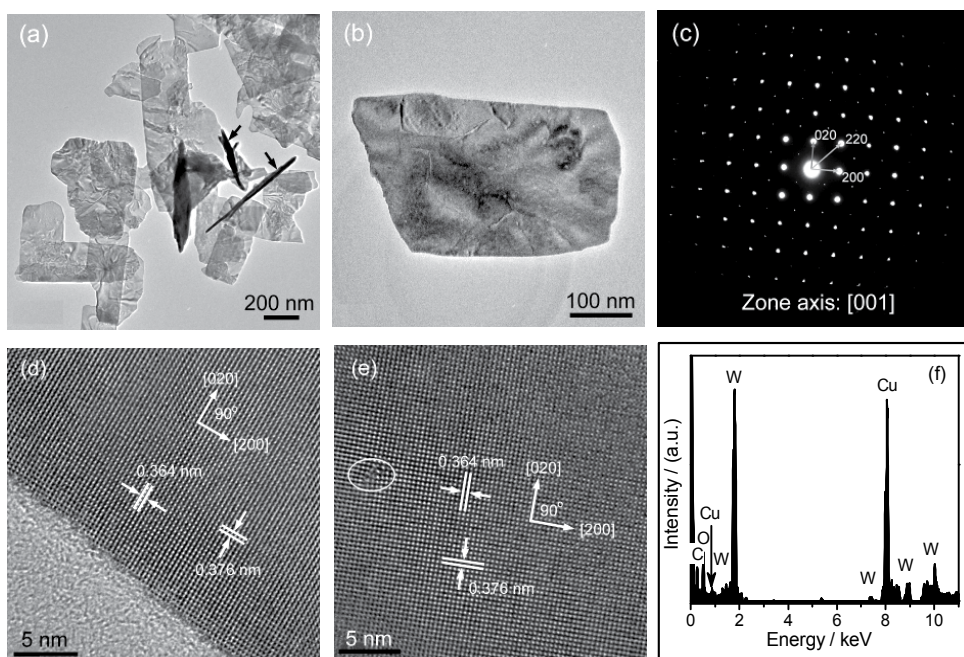 (a)
200 nm
(b)
100 nm
(c)
020
220
200
Zone axis: [001]
(d)
[020]
90°
[200]
0.364 nm
0.376 nm
5 nm
(e)
0.364 nm
[020]
90°
[200]
0.376 nm
5 nm
(f)
Intensity / (a.u.)
W
Cu
Cu
O
C
W
W
W
W
0 2 4 6 8 10
Energy / keV